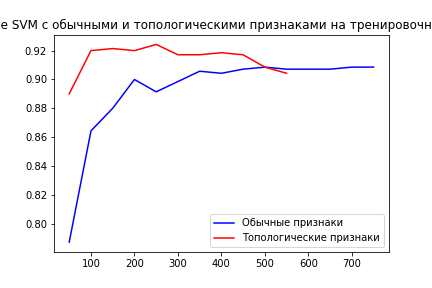 е SVM с обычными и топологическими признаками на тренировочн
0.92
0.90
0.88
0.86
0.84
0.82
0.80
Обычные признаки
Топологические признаки
100 200 300 400 500 600 700